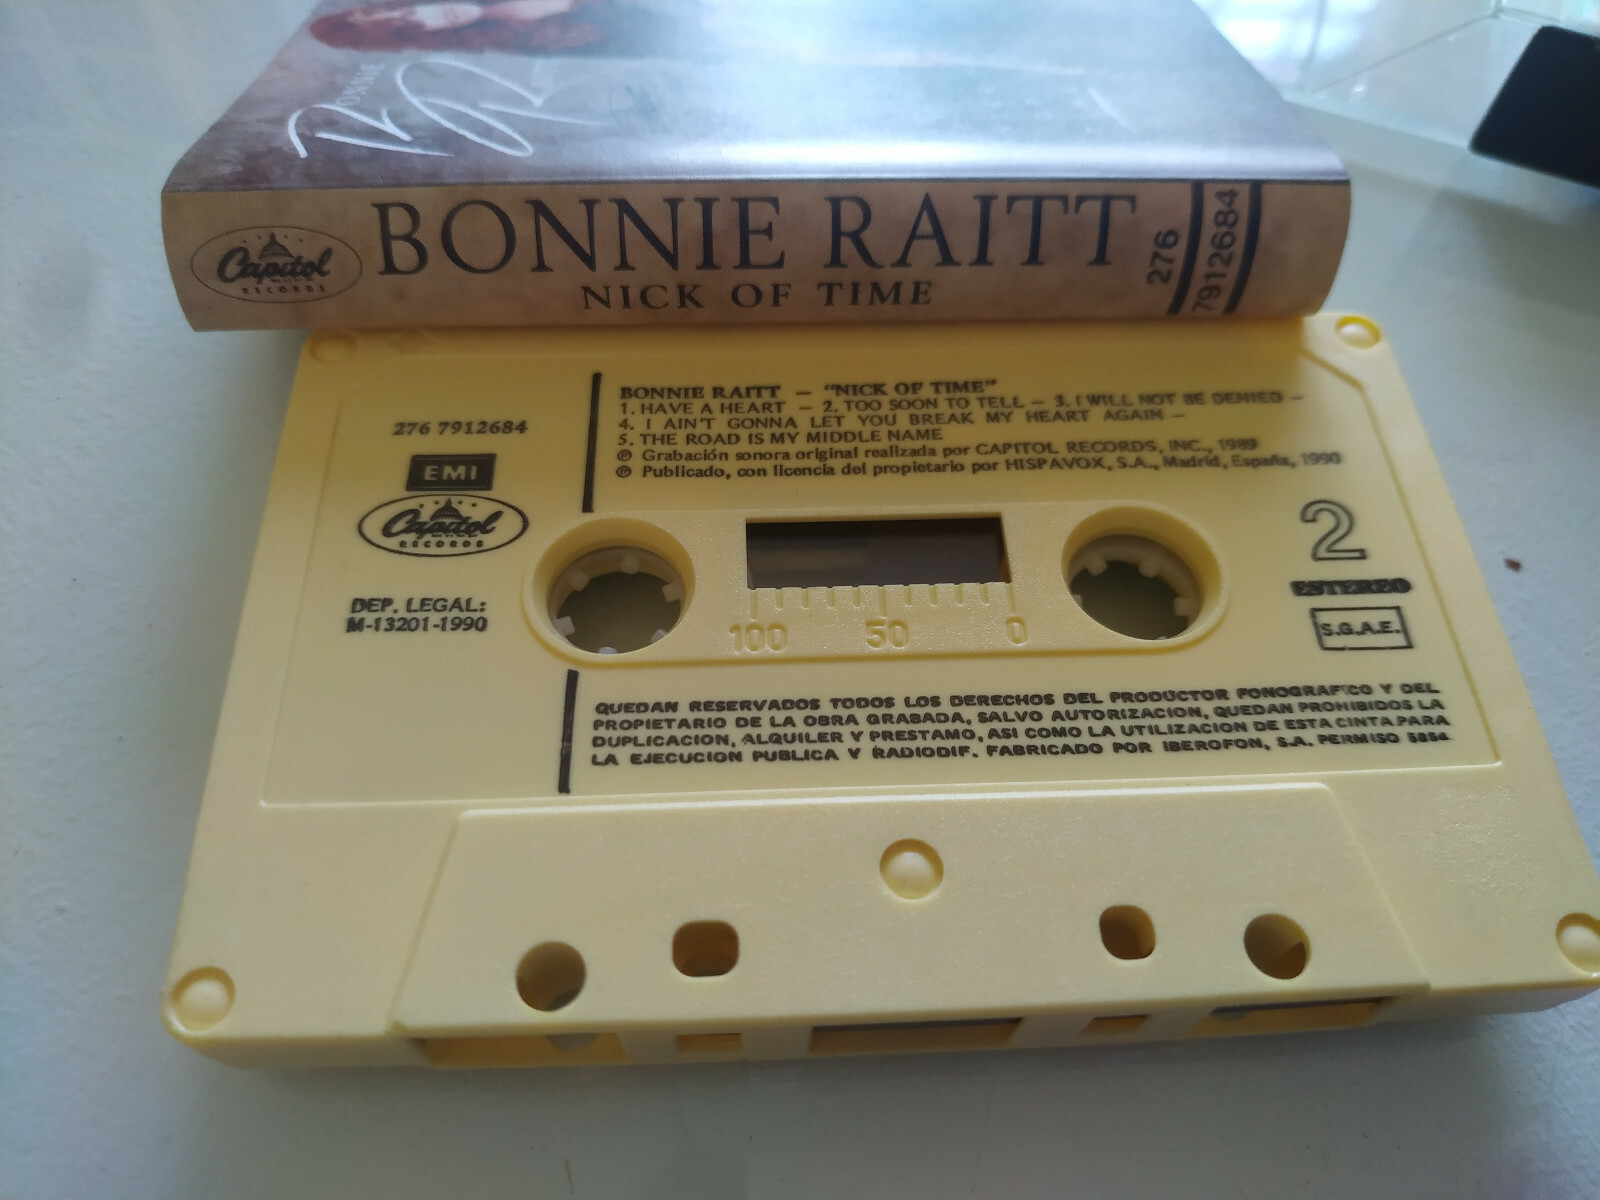 BONNIE
R
Capitol
RECORDS
BONNIE RAITT
NICK OF TIME
276
7912684
276 7912684
EMI
Capitol
RECORDS
DEP. LEGAL:
M-13201-1990
BONNIE RAITT — "NICK OF TIME"
1. HAVE A HEART — 2. TOO SOON TO TELL — 3. I WILL NOT BE DENIED —
4. I AIN'T GONNA LET YOU BREAK MY HEART AGAIN —
5. THE ROAD IS MY MIDDLE NAME
℗ Grabación sonora original realizada por CAPITOL RECORDS, INC., 1989
℗ Publicado, con licencia del propietario por HISPAVOX, S.A., Madrid, España, 1990
2
ESTEREO
S.G.A.E.
100 50 0
QUEDAN RESERVADOS TODOS LOS DERECHOS DEL PRODUCTOR FONOGRAFICO Y DEL
PROPIETARIO DE LA OBRA GRABADA, SALVO AUTORIZACION, QUEDAN PROHIBIDOS LA
DUPLICACION, ALQUILER Y PRESTAMO, ASI COMO LA UTILIZACION DE ESTA CINTA PARA
LA EJECUCION PUBLICA Y RADIODIF. FABRICADO POR IBEROFON, S.A. PERMISO 5854